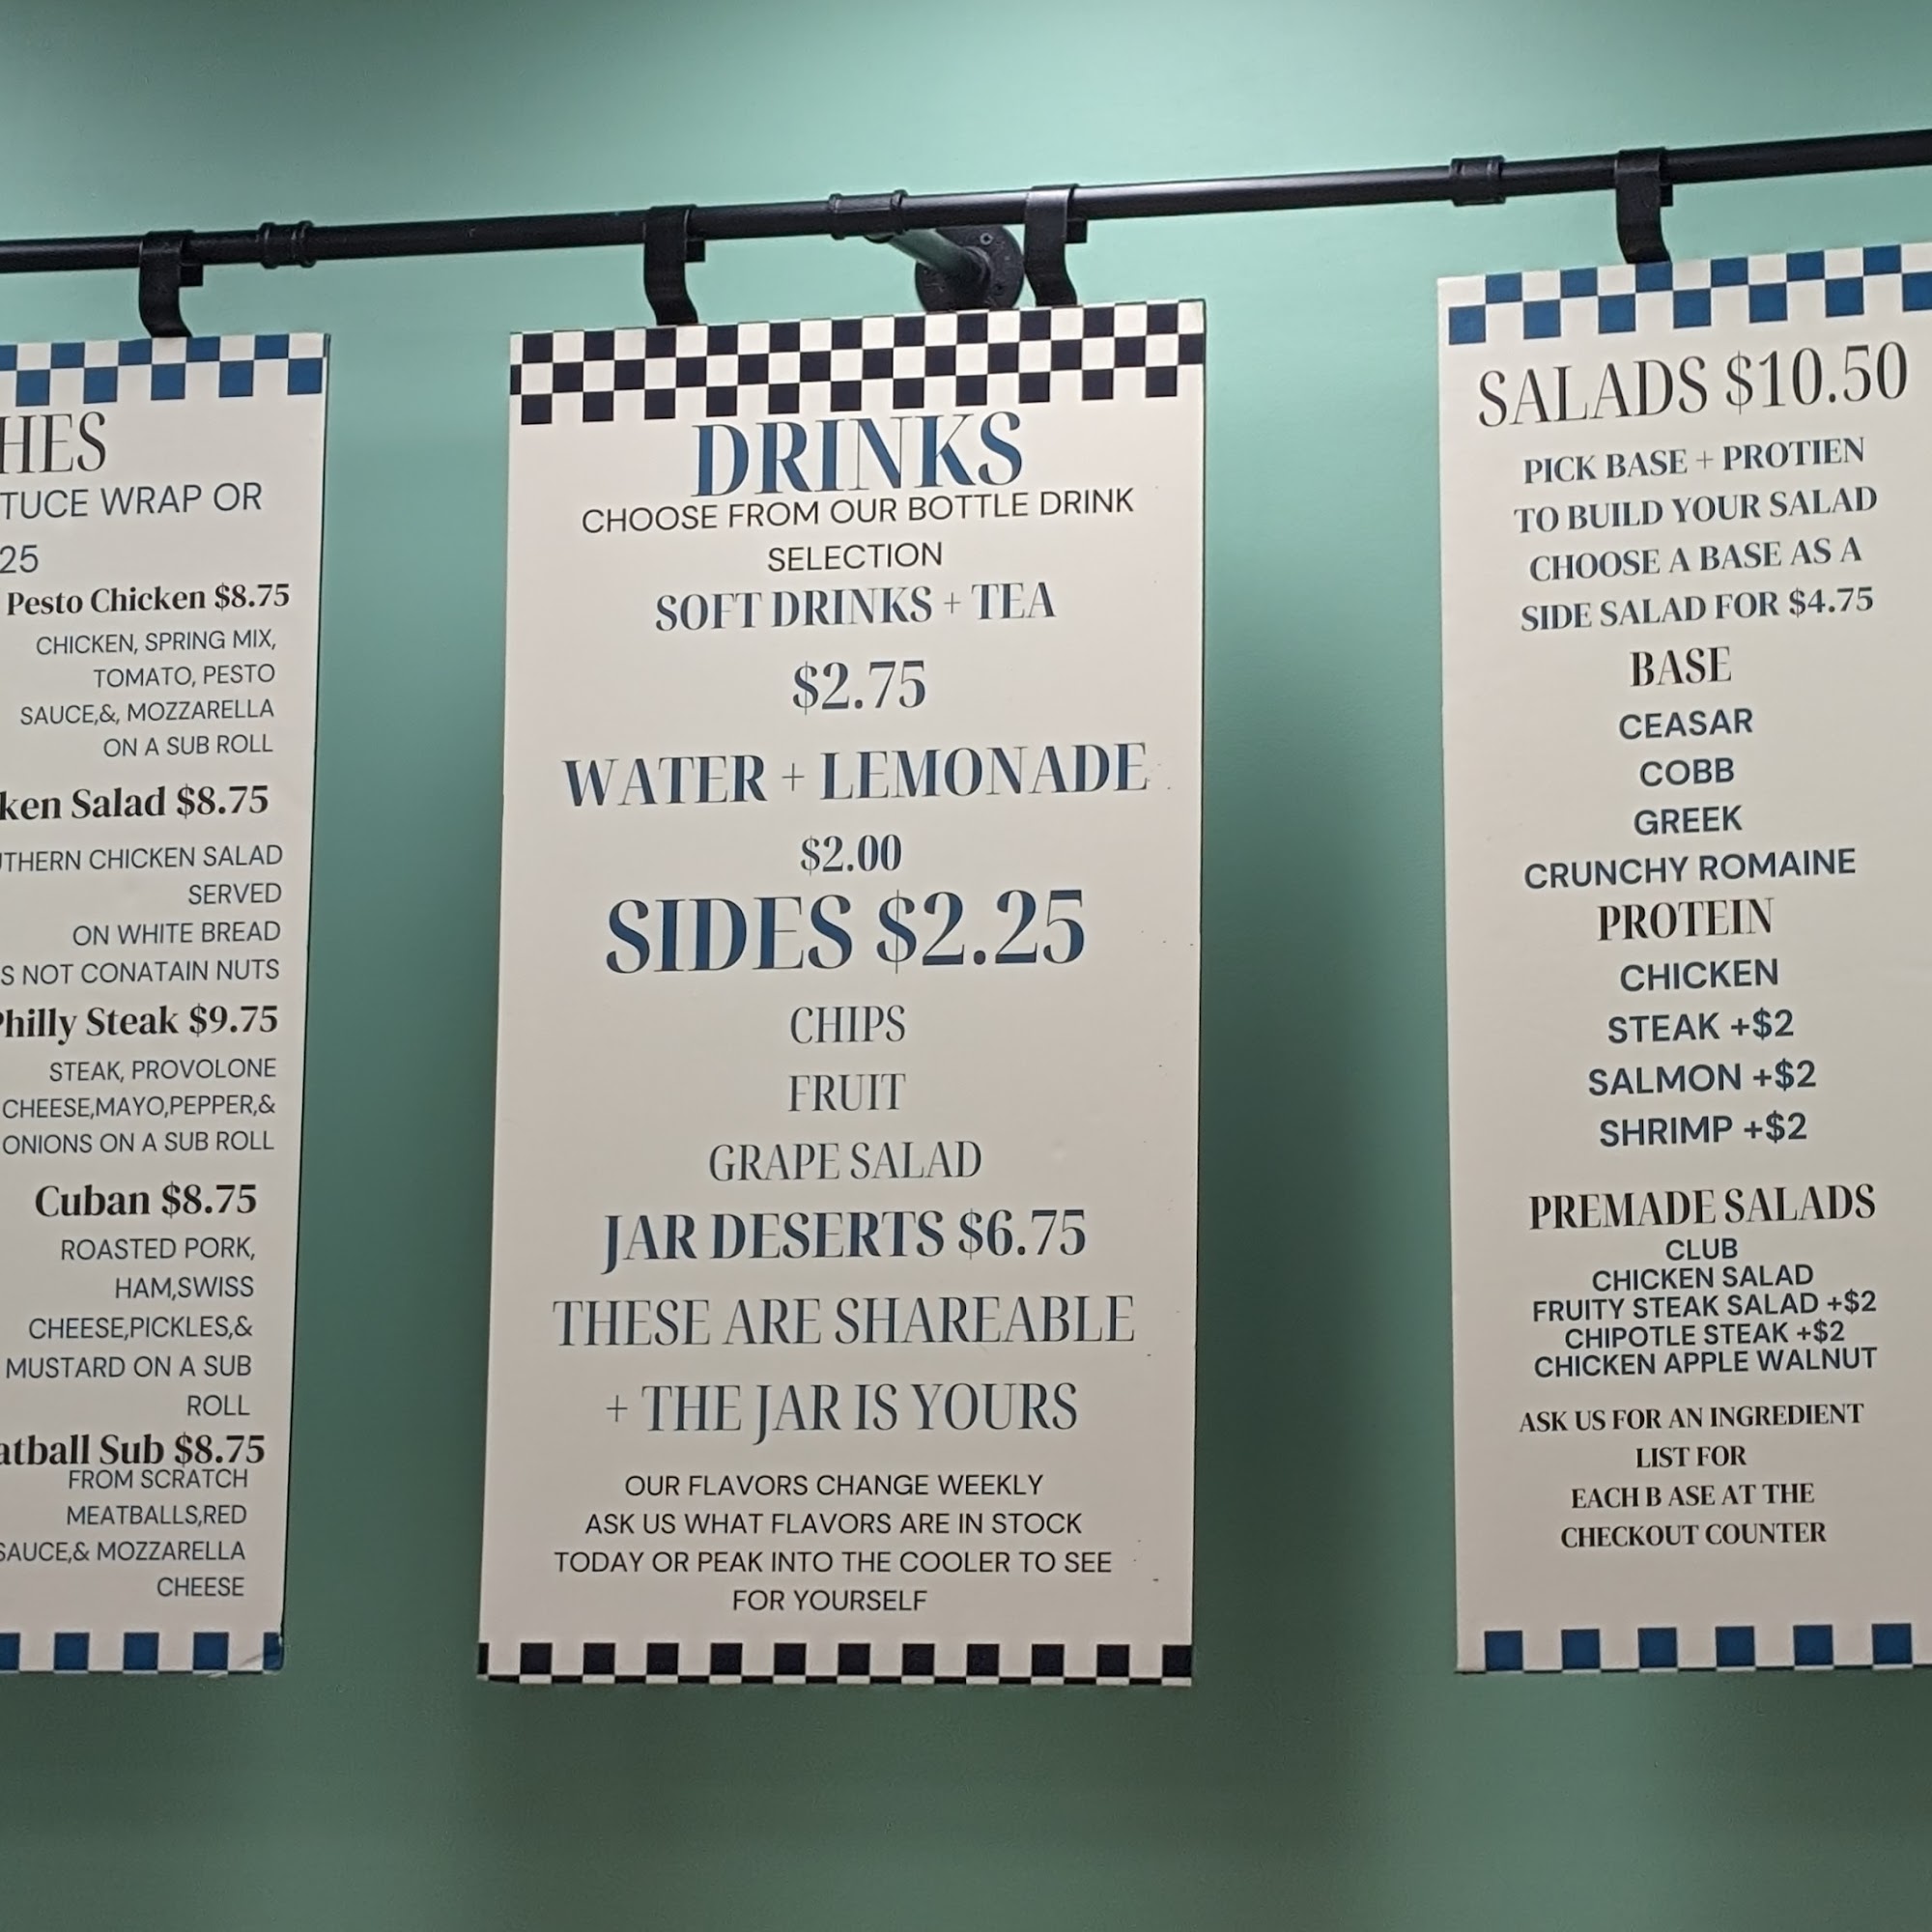 HES
TUCE WRAP OR
25
Pesto Chicken $8.75
CHICKEN, SPRING MIX,
TOMATO, PESTO
SAUCE,&, MOZZARELLA
ON A SUB ROLL
ken Salad $8.75
THERN CHICKEN SALAD
SERVED
ON WHITE BREAD
S NOT CONATAIN NUTS
Philly Steak $9.75
STEAK, PROVOLONE
CHEESE,MAYO,PEPPER,&
ONIONS ON A SUB ROLL
Cuban $8.75
ROASTED PORK,
HAM,SWISS
CHEESE,PICKLES,&
MUSTARD ON A SUB
ROLL
atball Sub $8.75
FROM SCRATCH
MEATBALLS,RED
SAUCE,& MOZZARELLA
CHEESE
DRINKS
CHOOSE FROM OUR BOTTLE DRINK
SELECTION
SOFT DRINKS + TEA
$2.75
WATER + LEMONADE
$2.00
SIDES $2.25
CHIPS
FRUIT
GRAPE SALAD
JAR DESERTS $6.75
THESE ARE SHAREABLE
+ THE JAR IS YOURS
OUR FLAVORS CHANGE WEEKLY
ASK US WHAT FLAVORS ARE IN STOCK
TODAY OR PEAK INTO THE COOLER TO SEE
FOR YOURSELF
SALADS $10.50
PICK BASE + PROTIEN
TO BUILD YOUR SALAD
CHOOSE A BASE AS A
SIDE SALAD FOR $4.75
BASE
CEASAR
COBB
GREEK
CRUNCHY ROMAINE
PROTEIN
CHICKEN
STEAK +$2
SALMON +$2
SHRIMP +$2
PREMADE SALADS
CLUB
CHICKEN SALAD
FRUITY STEAK SALAD +$2
CHIPOTLE STEAK +$2
CHICKEN APPLE WALNUT
ASK US FOR AN INGREDIENT
LIST FOR
EACH B ASE AT THE
CHECKOUT COUNTER